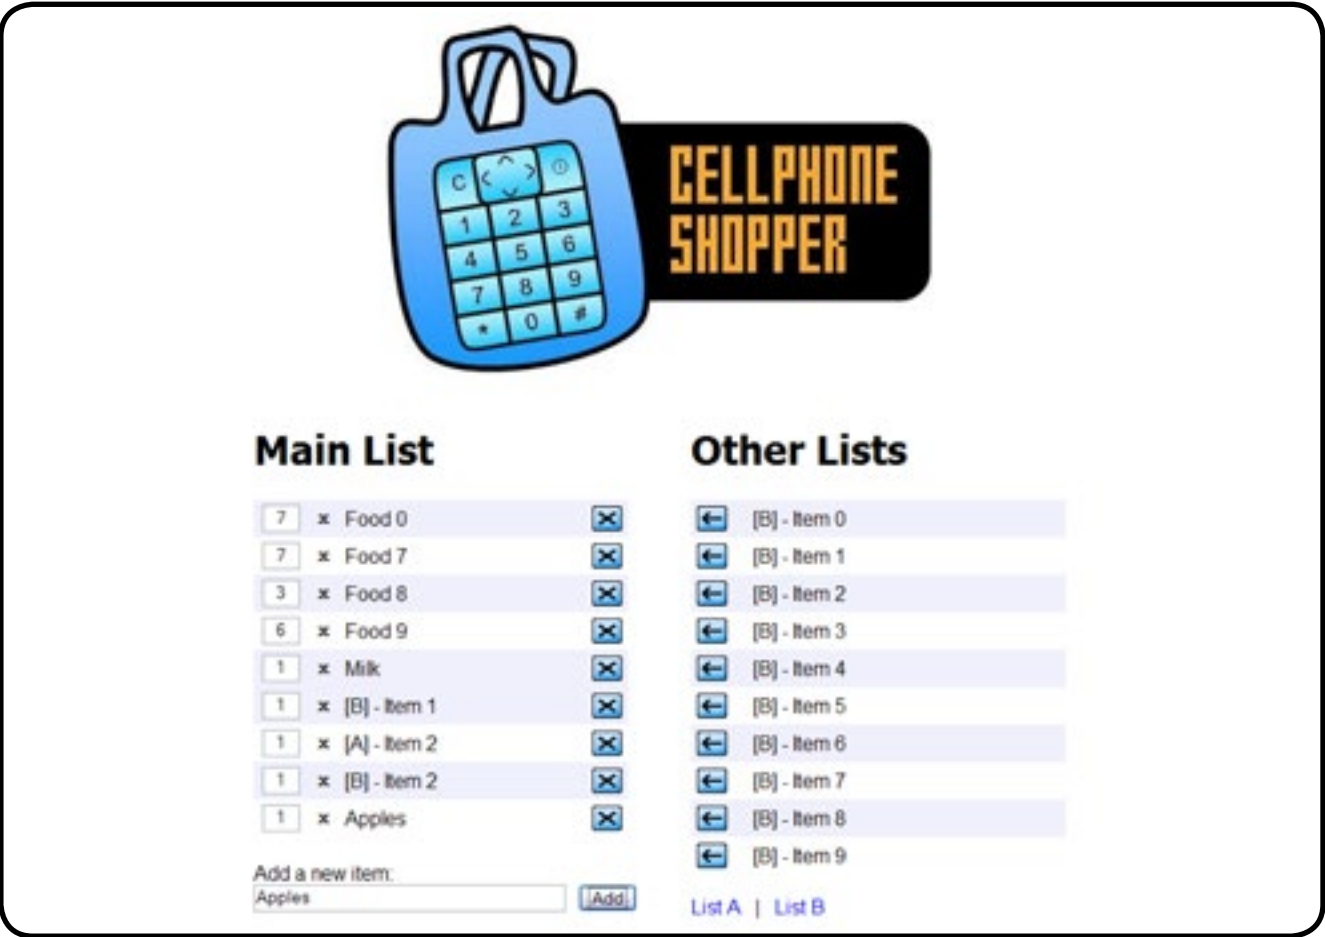 CELLPHONE
SHOPPER
C
1 2 3
4 5 6
7 8 9
* 0 #
Main List
7 x Food 0
7 x Food 7
3 x Food 8
6 x Food 9
1 x Milk
1 x [B] - Item 1
1 x [A] - Item 2
1 x [B] - Item 2
1 x Apples
Add a new item:
Apples Add
Other Lists
[B] - Item 0
[B] - Item 1
[B] - Item 2
[B] - Item 3
[B] - Item 4
[B] - Item 5
[B] - Item 6
[B] - Item 7
[B] - Item 8
[B] - Item 9
List A | List B